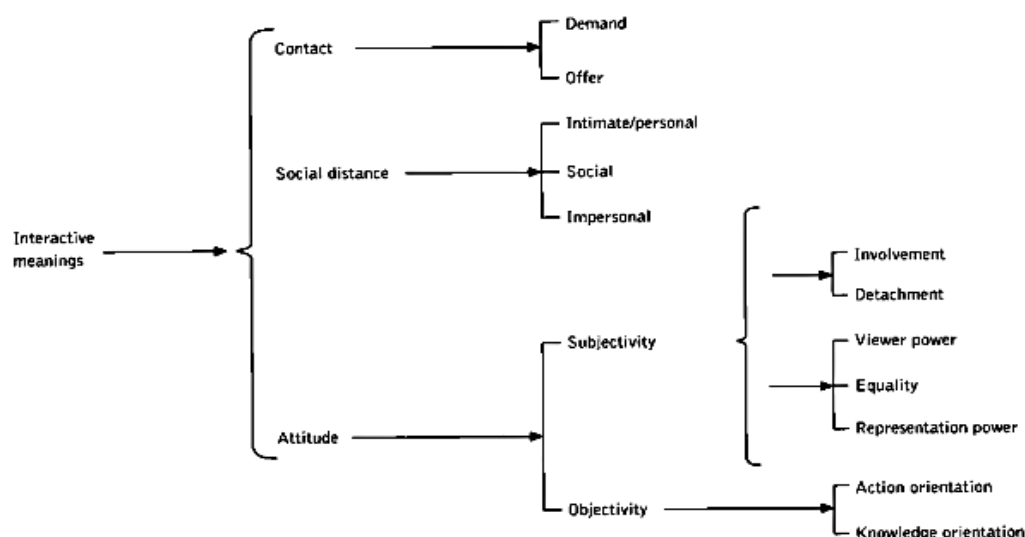 Demand
Contact
Offer
Intimate/personal
Social distance
Social
Impersonal
Interactive
meanings
Involvement
Detachment
Subjectivity
Viewer power
Equality
Attitude
Representation power
Action orientation
Objectivity
Knowledge orientation